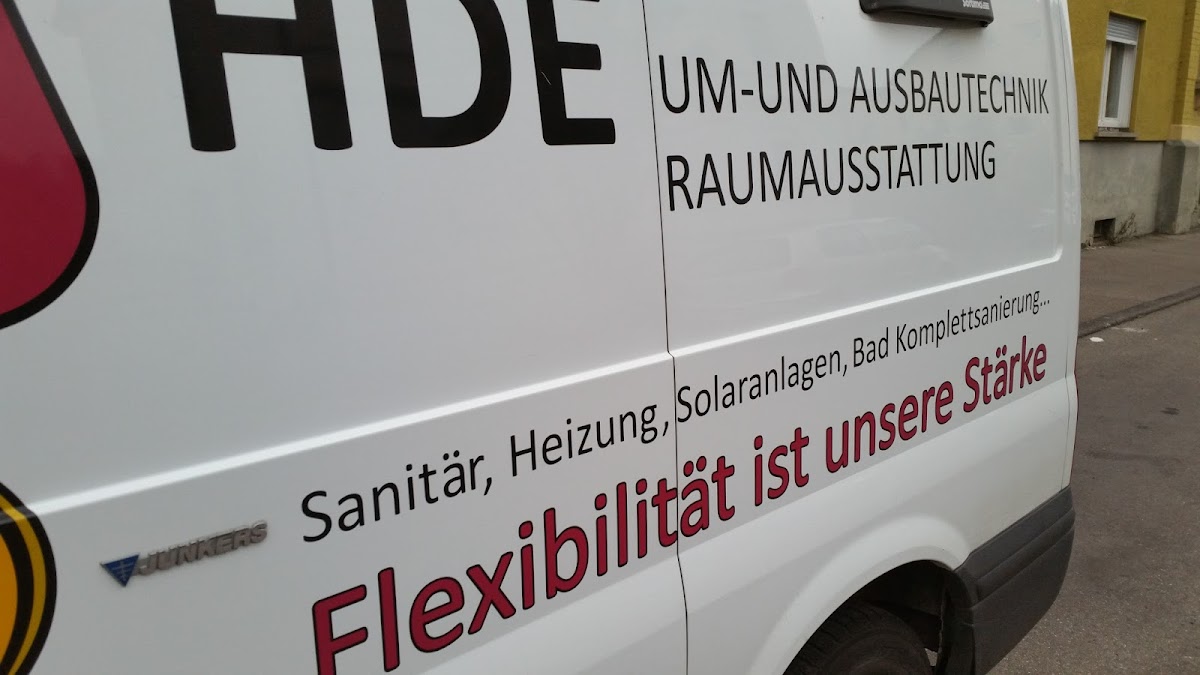 HDE
UM-UND AUSBAUTECHNIK
RAUMAUSSTATTUNG
Sanitär, Heizung, Solaranlagen, Bad Komplettsanierung...
Flexibilität ist unsere Stärke
JUNKERS